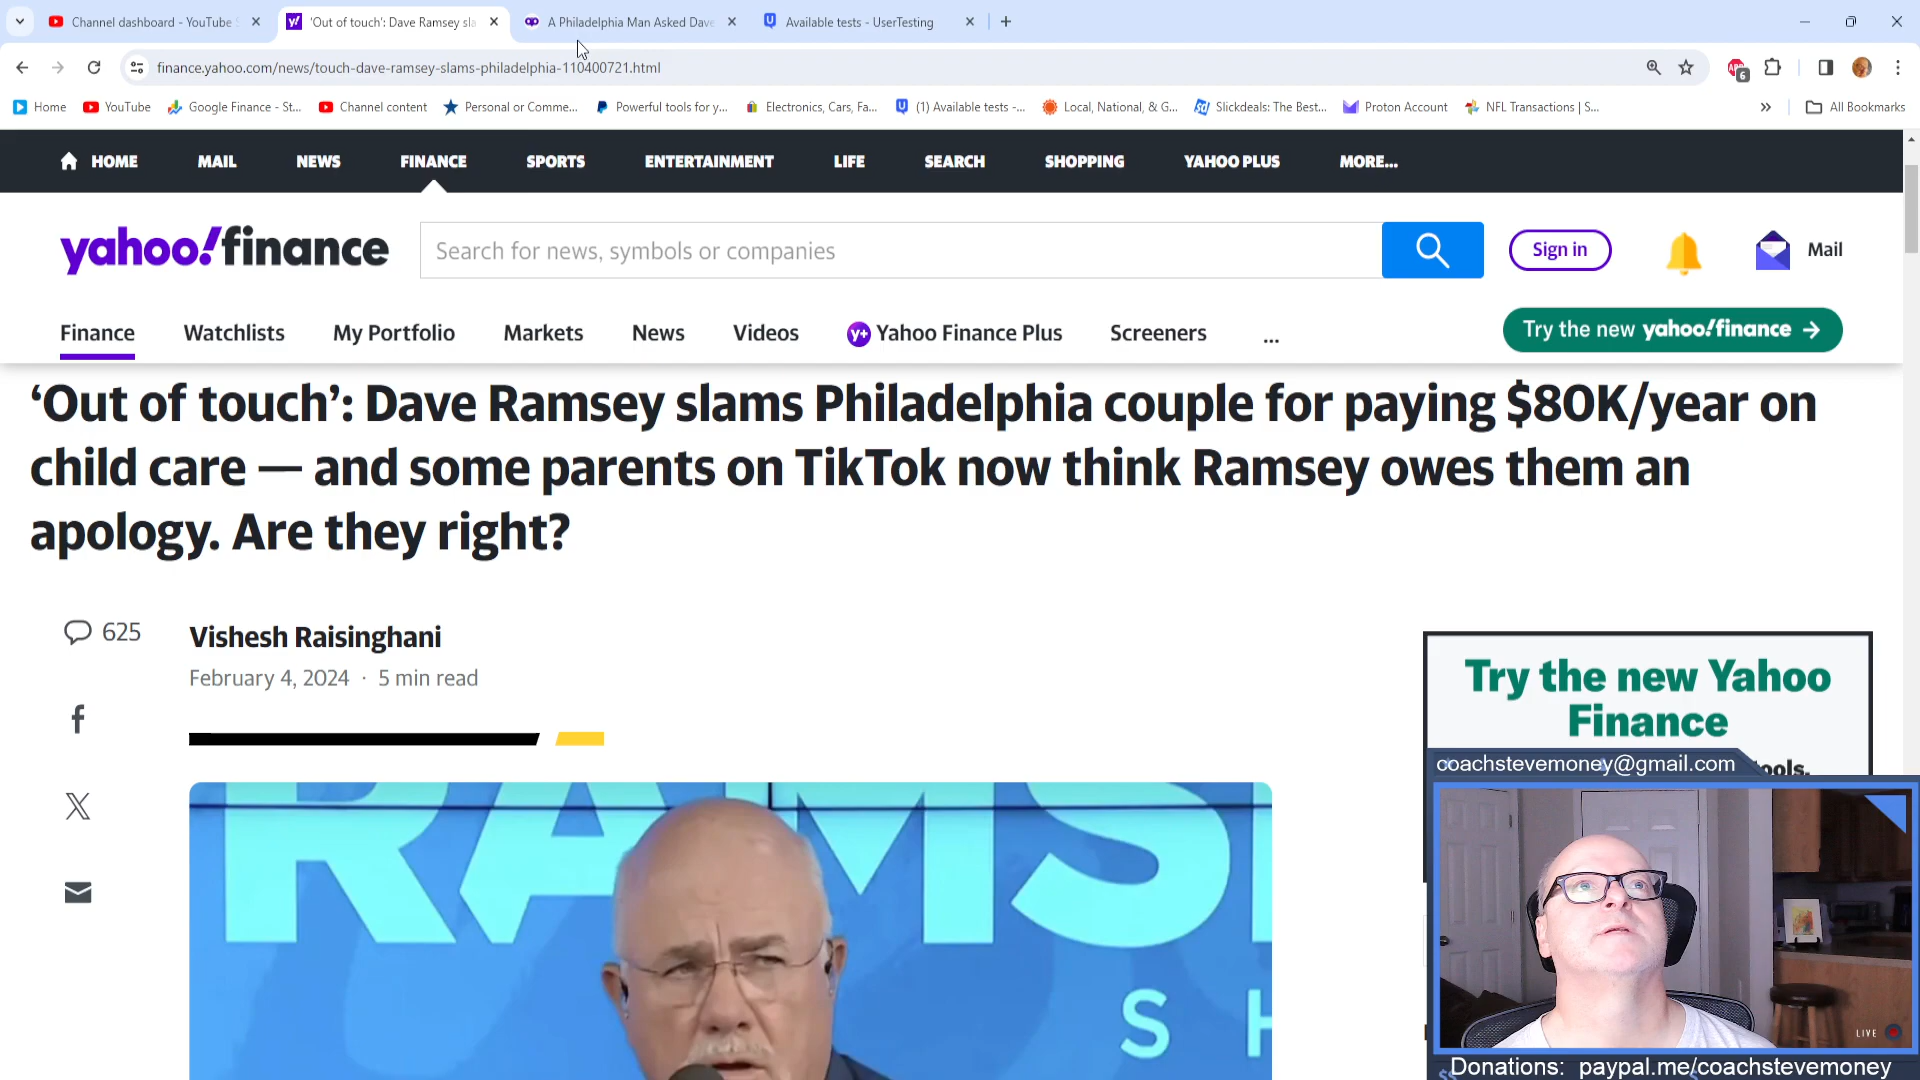 Channel dashboard - YouTube S
'Out of touch': Dave Ramsey sla
A Philadelphia Man Asked Dave
Available tests - UserTesting
finance.yahoo.com/news/touch-dave-ramsey-slams-philadelphia-110400721.html
6
Home
YouTube
Google Finance - St...
Channel content
Personal or Comme...
Powerful tools for y...
Electronics, Cars, Fa...
(1) Available tests -...
Local, National, & G...
Slickdeals: The Best...
Proton Account
NFL Transactions | S...
All Bookmarks
HOME
MAIL
NEWS
FINANCE
SPORTS
ENTERTAINMENT
LIFE
SEARCH
SHOPPING
YAHOO PLUS
MORE...
yahoo!finance
Search for news, symbols or companies
Sign in
Mail
Finance
Watchlists
My Portfolio
Markets
News
Videos
y+ Yahoo Finance Plus
Screeners
...
Try the new yahoo!finance →
‘Out of touch’: Dave Ramsey slams Philadelphia couple for paying $80K/year on
child care — and some parents on TikTok now think Ramsey owes them an
apology. Are they right?
625
Vishesh Raisinghani
February 4, 2024 · 5 min read
RAMS
S H
Try the new Yahoo
Finance
ools.
coachstevemoney@gmail.com
LIVE
Donations: paypal.me/coachstevemoney